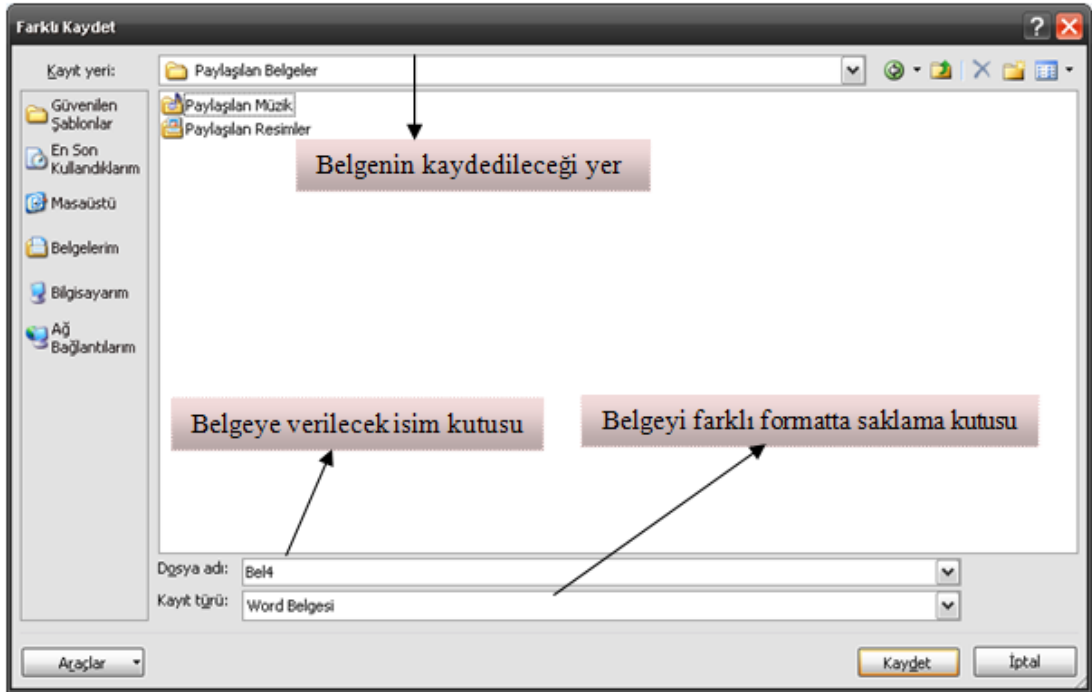 Farklı Kaydet
Kayıt yeri:
Paylaşılan Belgeler
Güvenilen
Şablonlar
En Son
Kullandıklarım
Masaüstü
Belgelerim
Bilgisayarım
Ağ
Bağlantılarım
Paylaşılan Müzik
Paylaşılan Resimler
Belgenin kaydedileceği yer
Belgeye verilecek isim kutusu
Belgeyi farklı formatta saklama kutusu
Dosya adı:
Bel4
Kayıt türü:
Word Belgesi
Araçlar
Kaydet
İptal